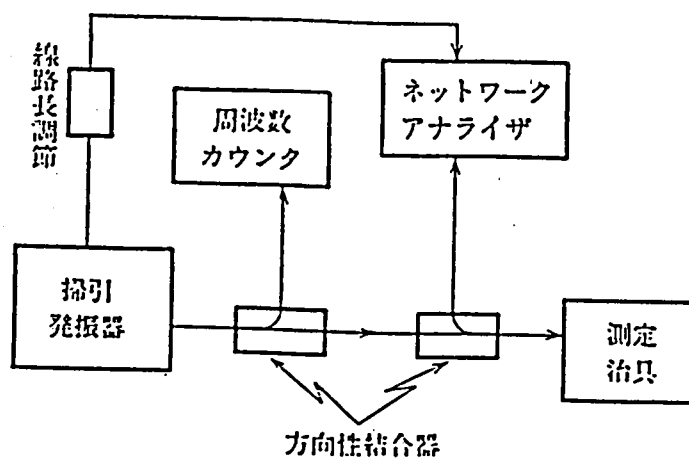 線路長調節
ネットワーク
アナライザ
周波数
カウンタ
掃引
発振器
測定
治具
方向性結合器